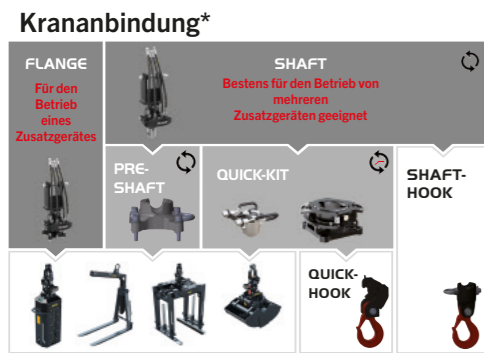 Krananbindung*
FLANGE
Für den
Betrieb
eines
Zusatzgerätes
SHAFT
Bestens für den Betrieb von
mehreren
Zusatzgeräten geeignet
PRE-
SHAFT
QUICK-KIT
SHAFT-
HOOK
QUICK-
HOOK